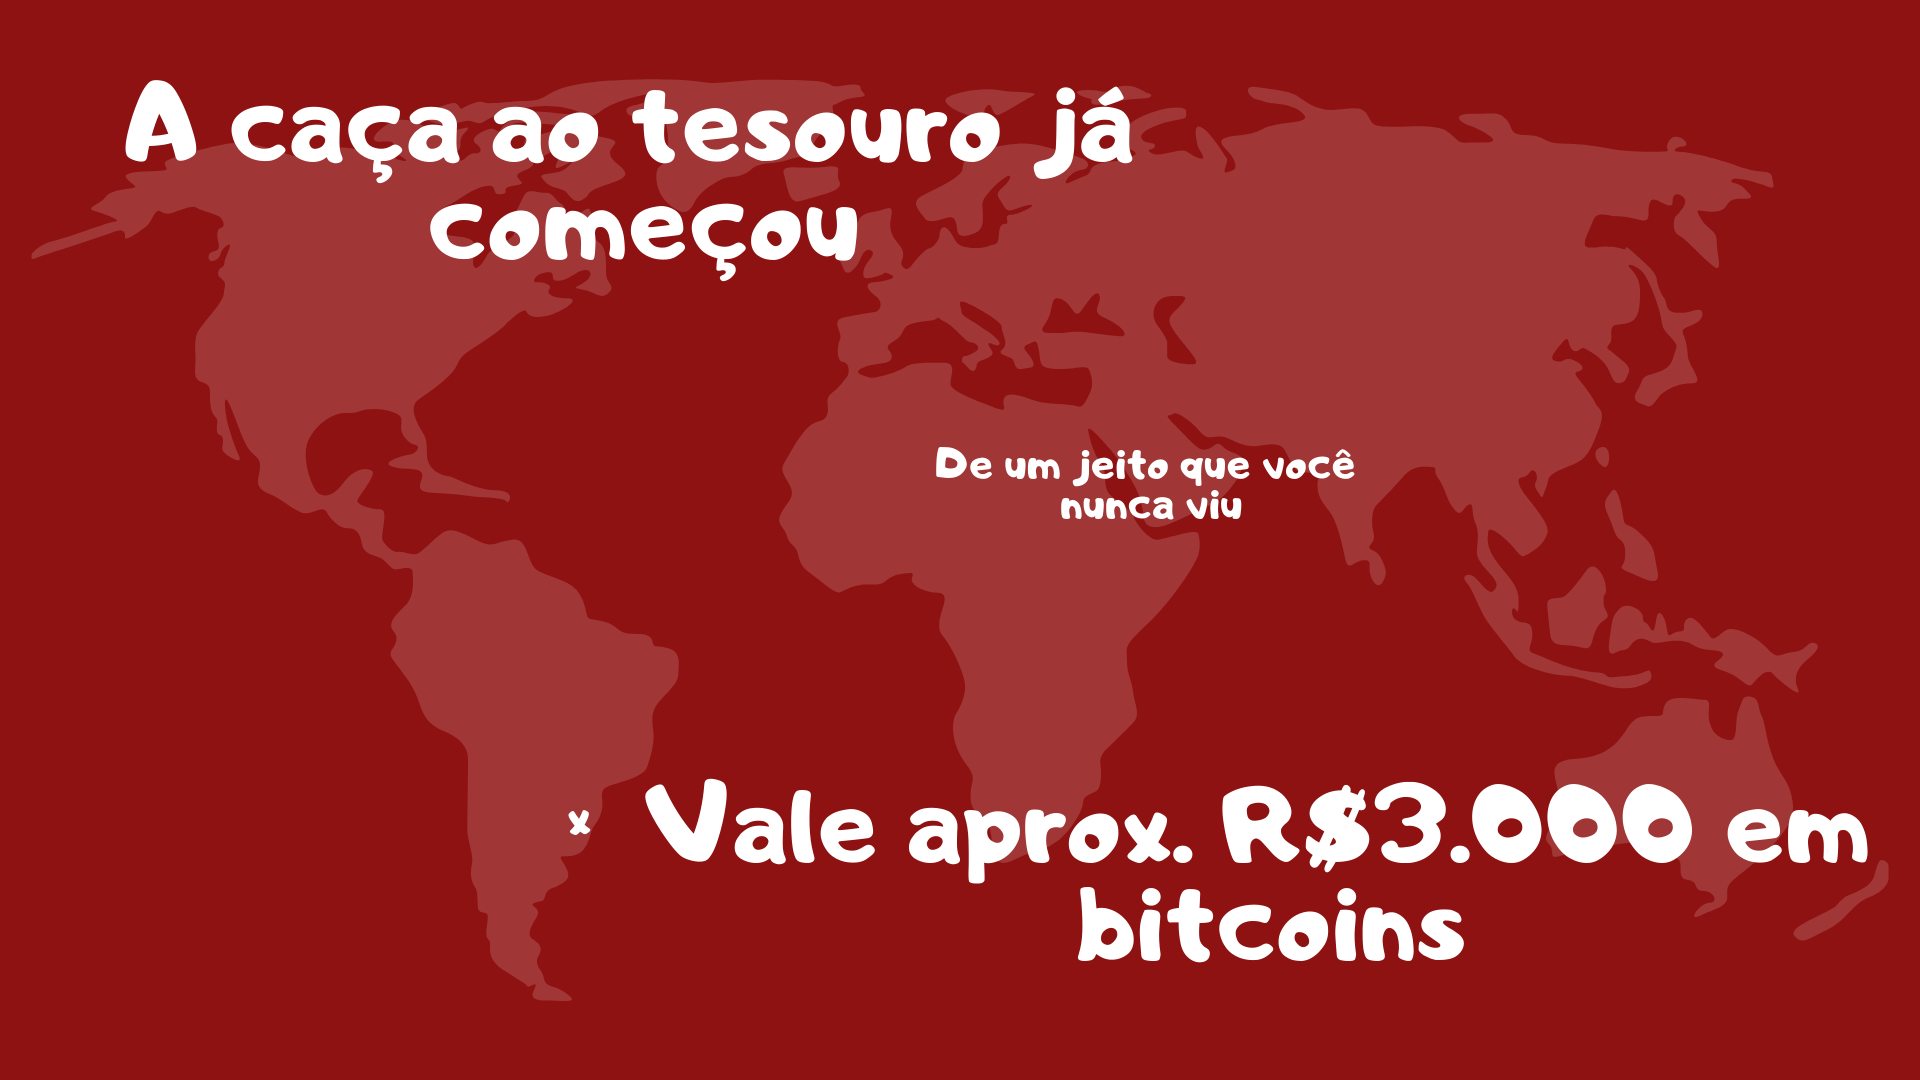 A caça ao tesouro já
começou
De um jeito que você
nunca viu
x
Vale aprox. R$3.000 em
bitcoins